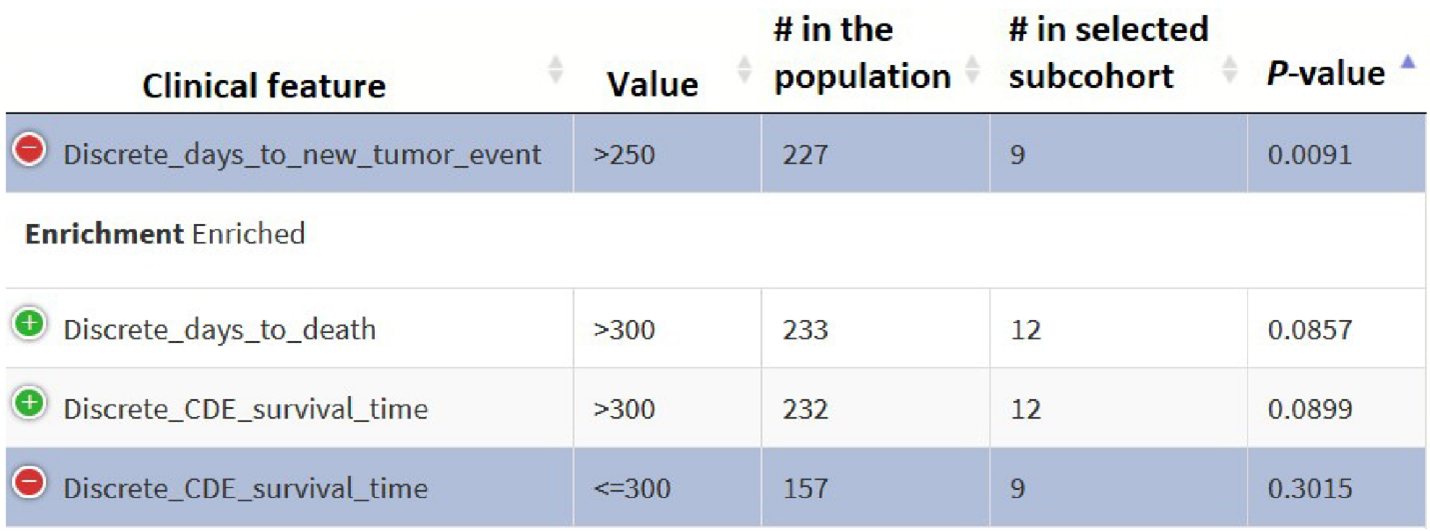 Clinical feature Value # in the population # in selected subcohort P-value
Discrete_days_to_new_tumor_event >250 227 9 0.0091
Enrichment Enriched
Discrete_days_to_death >300 233 12 0.0857
Discrete_CDE_survival_time >300 232 12 0.0899
Discrete_CDE_survival_time <=300 157 9 0.3015